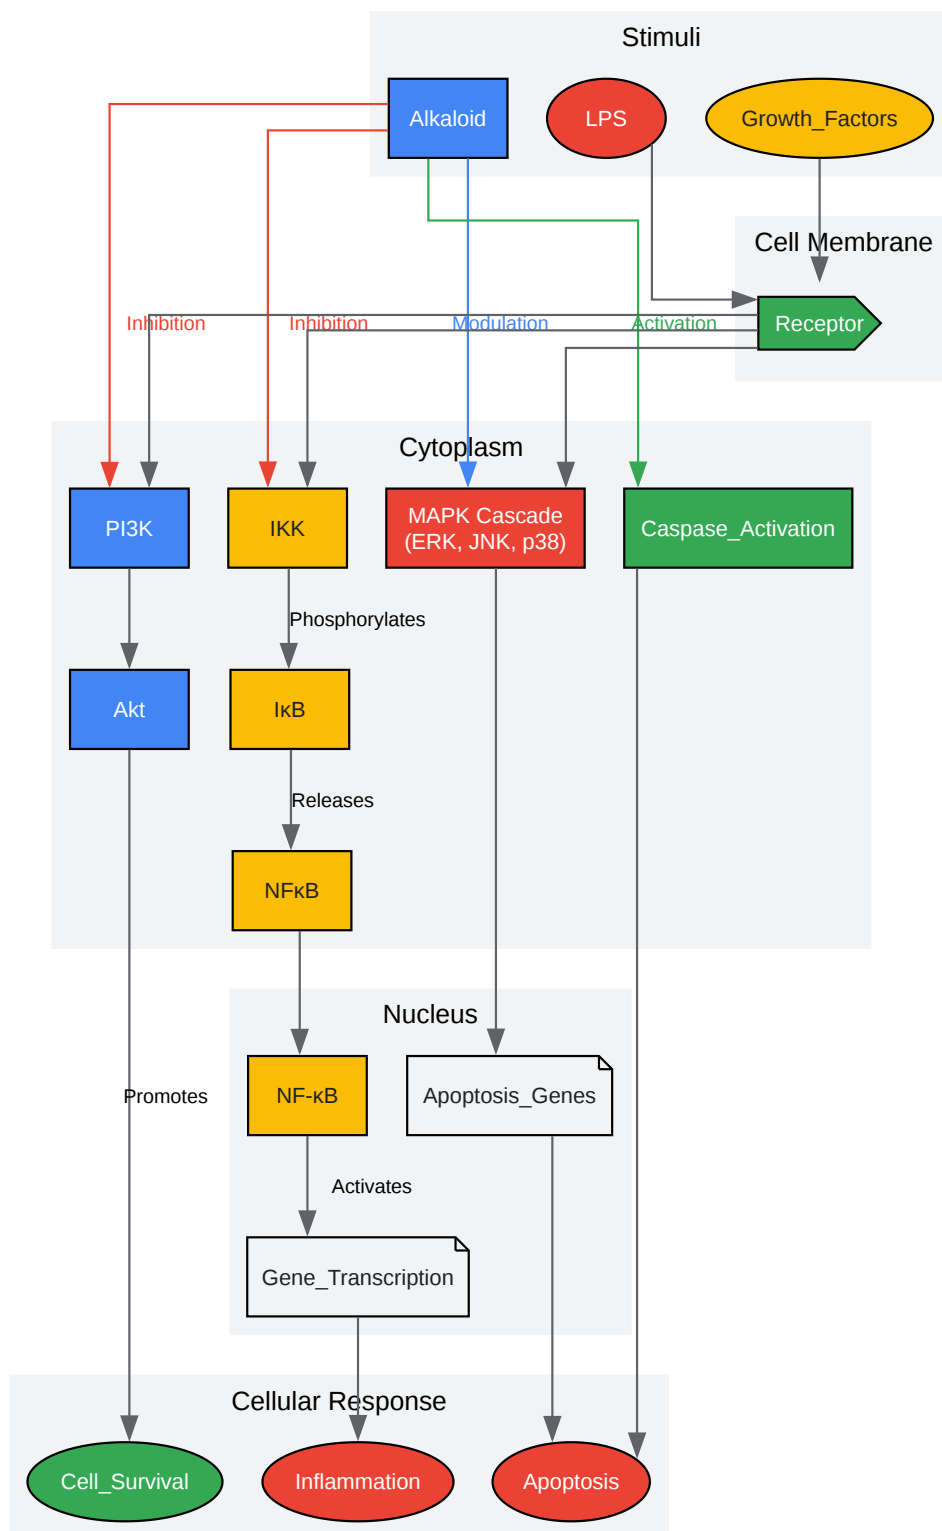 Stimuli
Alkaloid
LPS
Growth_Factors
Cell Membrane
Inhibition
Inhibition
Modulation
Activation
Receptor
Cytoplasm
PI3K
IKK
MAPK Cascade
(ERK, JNK, p38)
Caspase_Activation
Phosphorylates
Akt
IκB
Releases
NFκB
Nucleus
Promotes
NF-κB
Apoptosis_Genes
Activates
Gene_Transcription
Cellular Response
Cell_Survival
Inflammation
Apoptosis